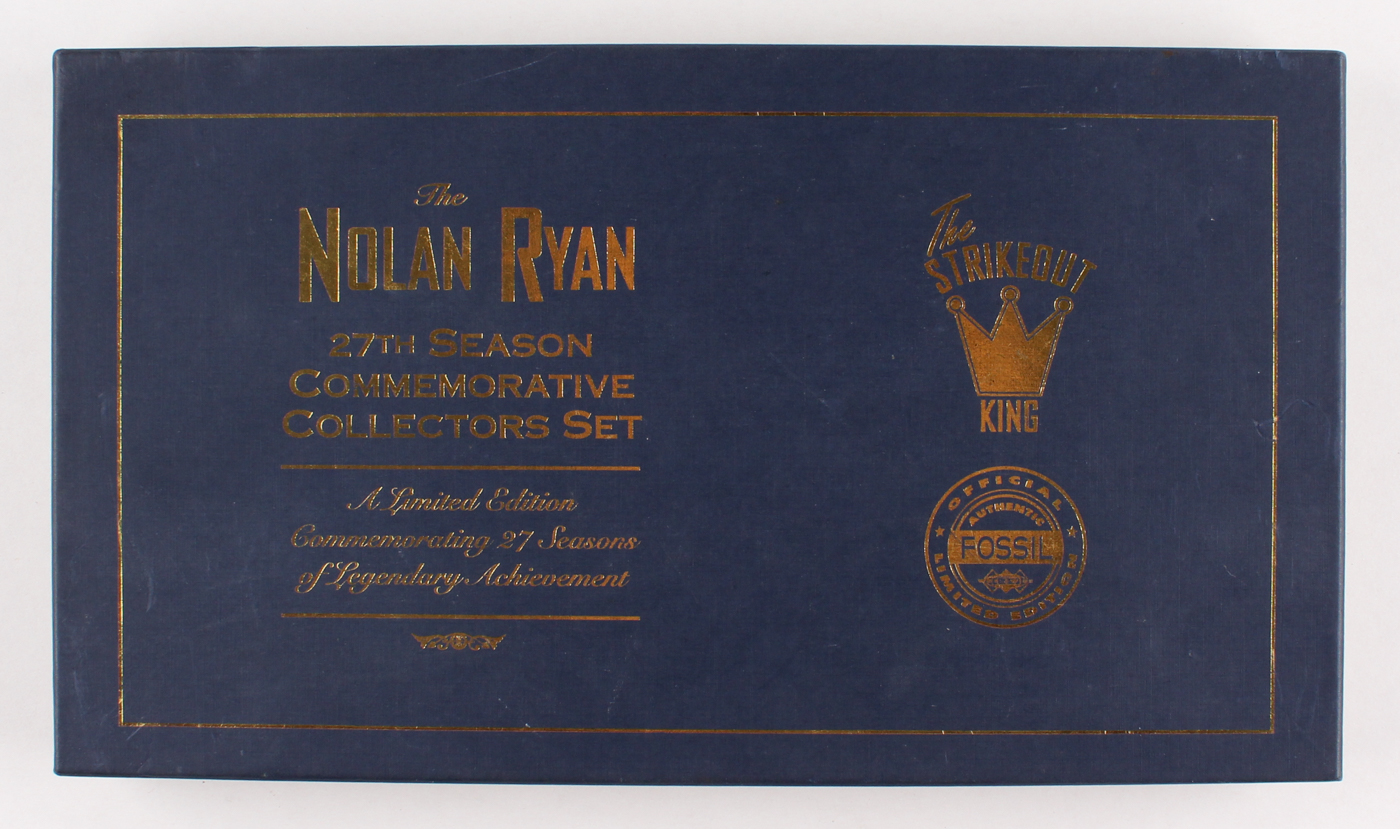 The
NOLAN RYAN
27TH SEASON
COMMEMORATIVE
COLLECTORS SET
A Limited Edition
Commemorating 27 Seasons
of Legendary Achievement
The
STRIKEOUT
KING
OFFICIAL
AUTHENTIC
FOSSIL
LIMITED EDITION